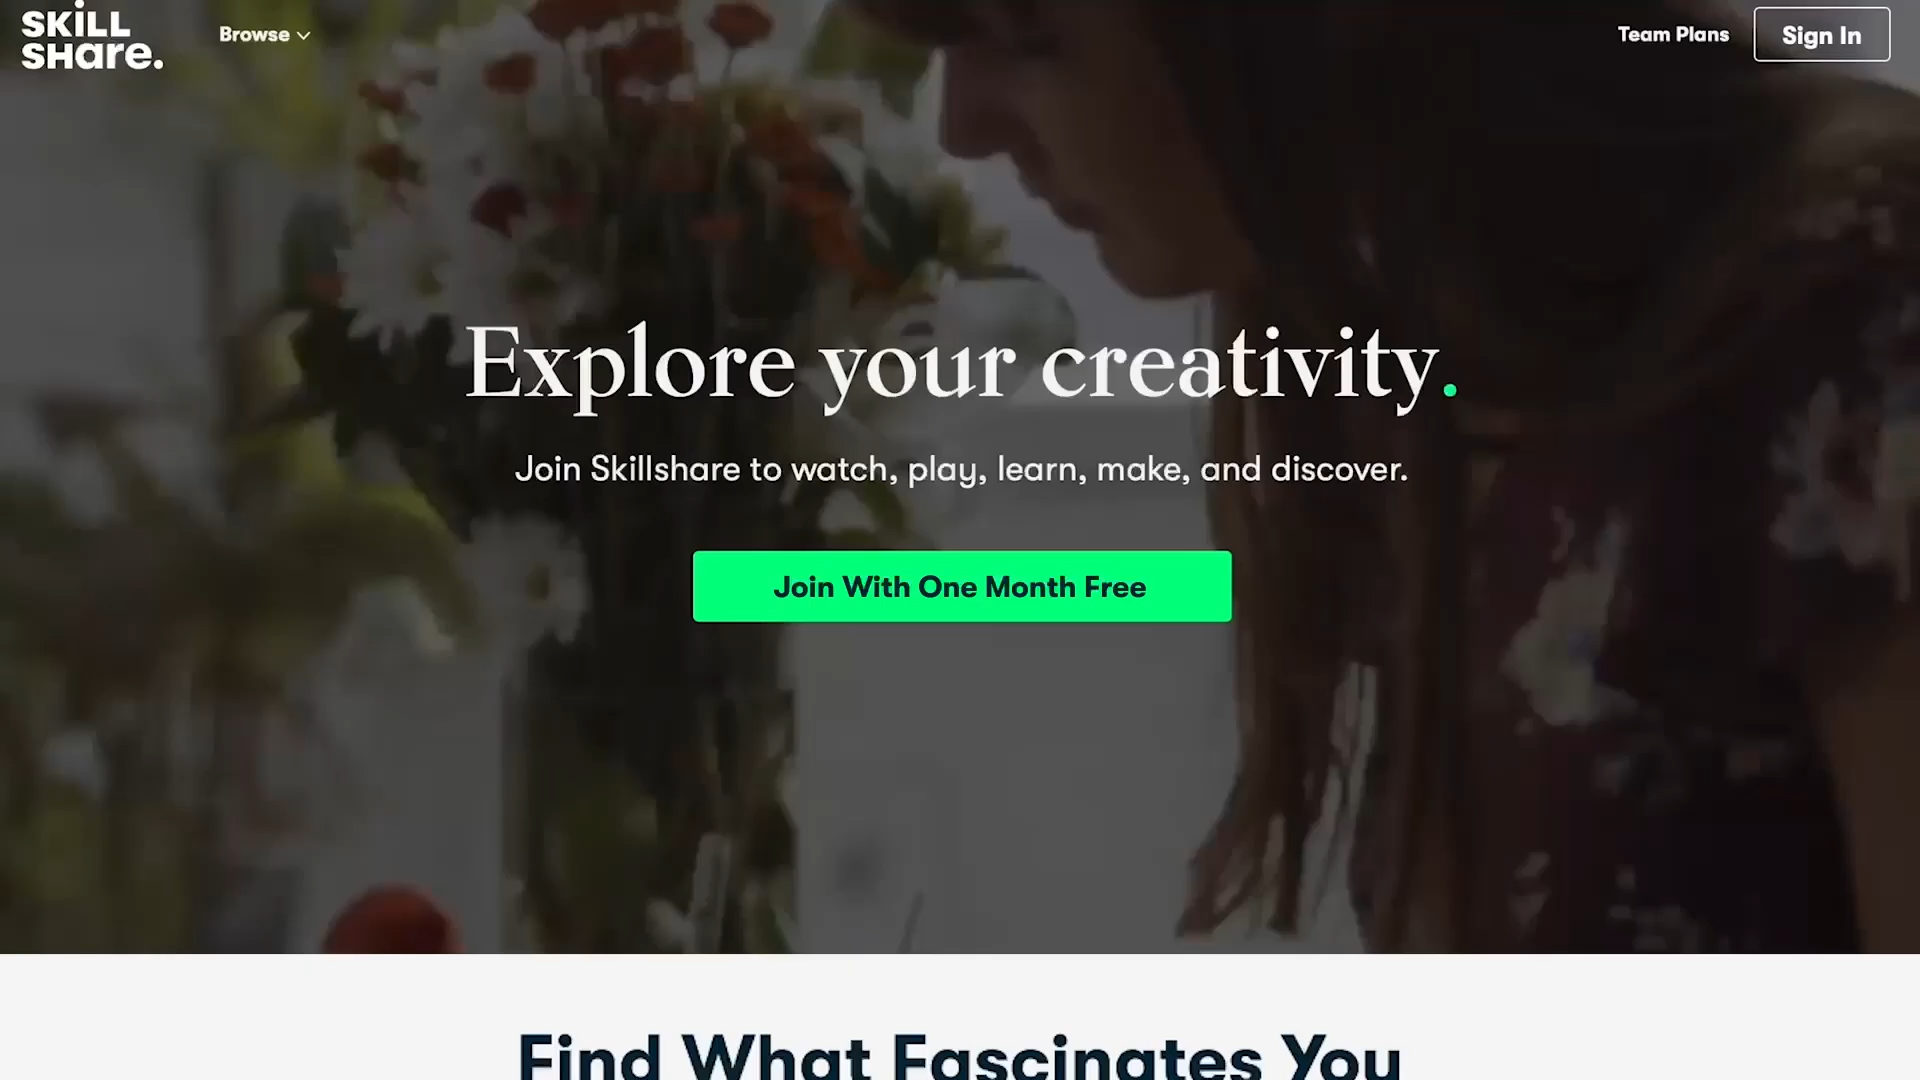 SKILL
SHare.
Browse
Team Plans
Sign In
Explore your creativity.
Join Skillshare to watch, play, learn, make, and discover.
Join With One Month Free
Find What Fascinates You